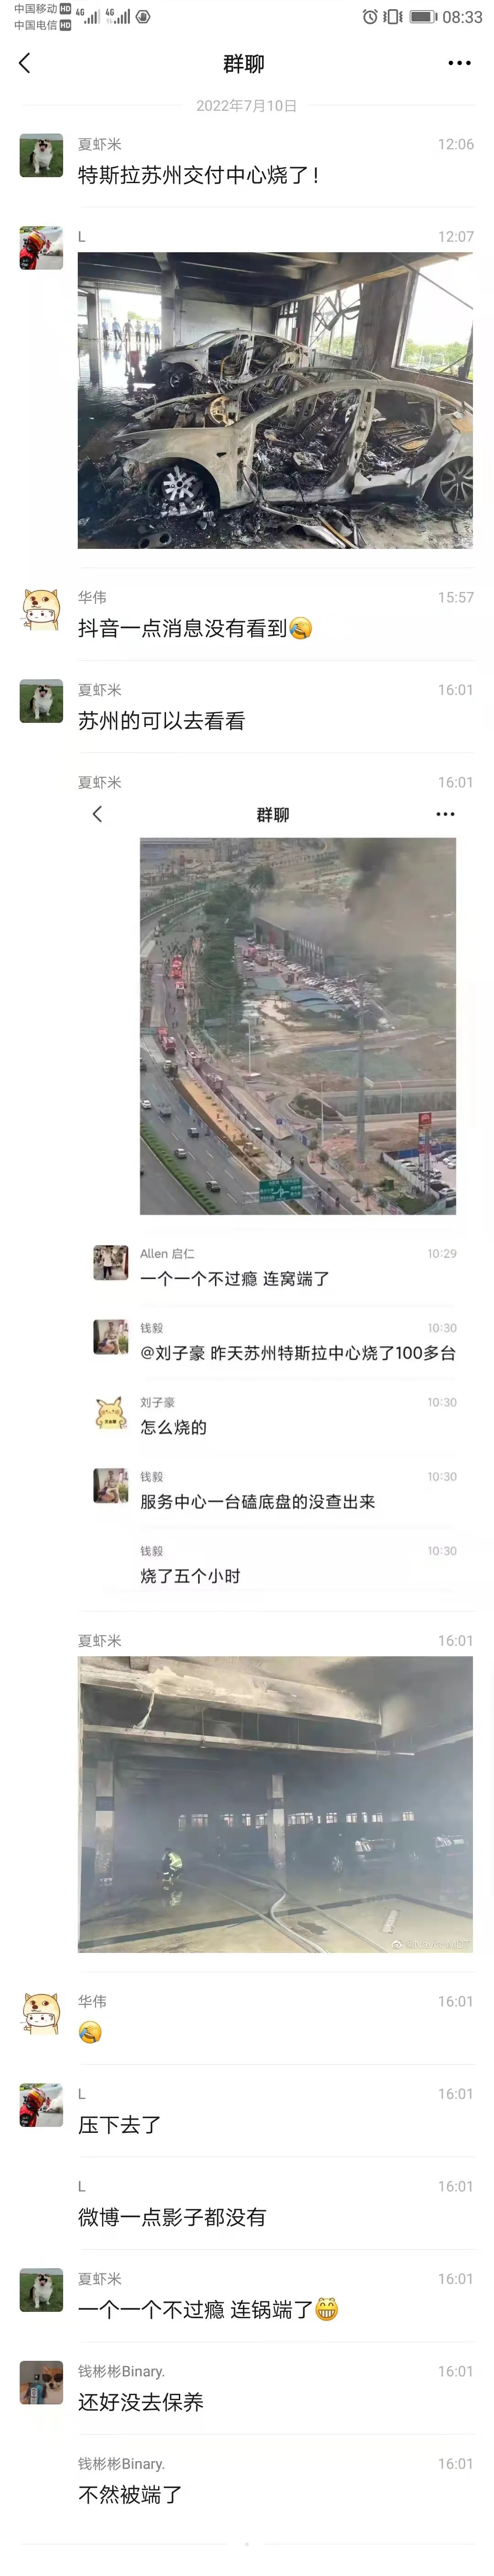 中国移动 HD 4G 4G 08:33
中国电信 HD
群聊
2022年7月10日
夏虾米 12:06
特斯拉苏州交付中心烧了！
L 12:07
华伟 15:57
抖音一点消息没有看到
夏虾米 16:01
苏州的可以去看看
夏虾米 16:01
群聊
Allen 启仁 10:29
一个一个不过瘾 连窝端了
钱毅 10:30
@刘子豪 昨天苏州特斯拉中心烧了100多台
刘子豪 10:30
怎么烧的
钱毅 10:30
服务中心一台磕底盘的没查出来
钱毅 10:30
烧了五个小时
夏虾米 16:01
华伟 16:01
L 16:01
压下去了
L 16:01
微博一点影子都没有
夏虾米 16:01
一个一个不过瘾 连锅端了
钱彬彬Binary. 16:01
还好没去保养
钱彬彬Binary. 16:01
不然被端了